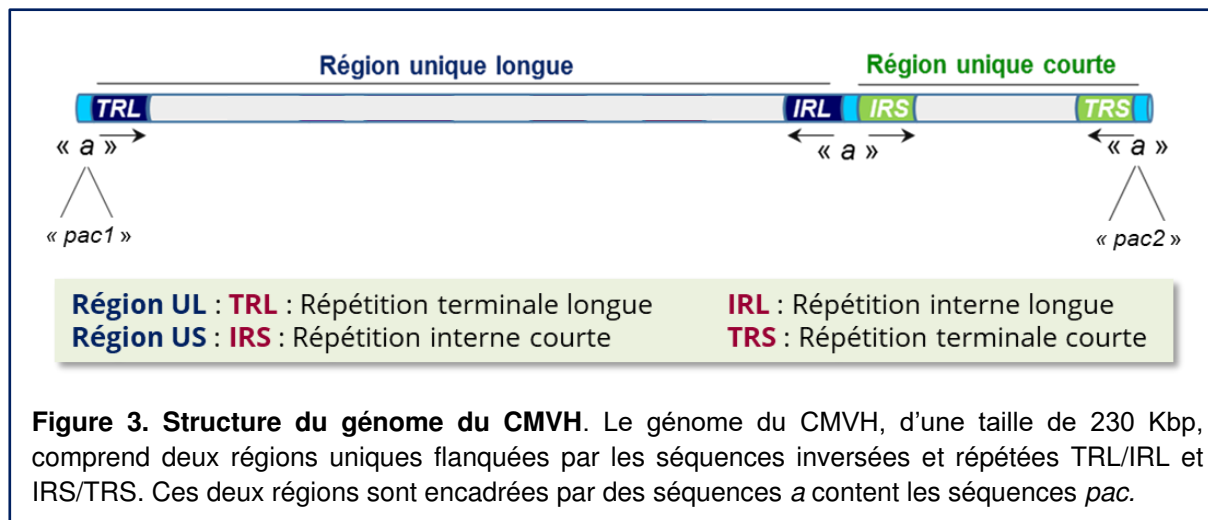 Région unique longue Région unique courte
TRL IRL IRS TRS
« a » « a » « a »
« pac1 » « pac2 »
Région UL : TRL : Répétition terminale longue IRL : Répétition interne longue
Région US : IRS : Répétition interne courte TRS : Répétition terminale courte
Figure 3. Structure du génome du CMVH. Le génome du CMVH, d’une taille de 230 Kbp,
comprend deux régions uniques flanquées par les séquences inversées et répétées TRL/IRL et
IRS/TRS. Ces deux régions sont encadrées par des séquences a content les séquences pac.